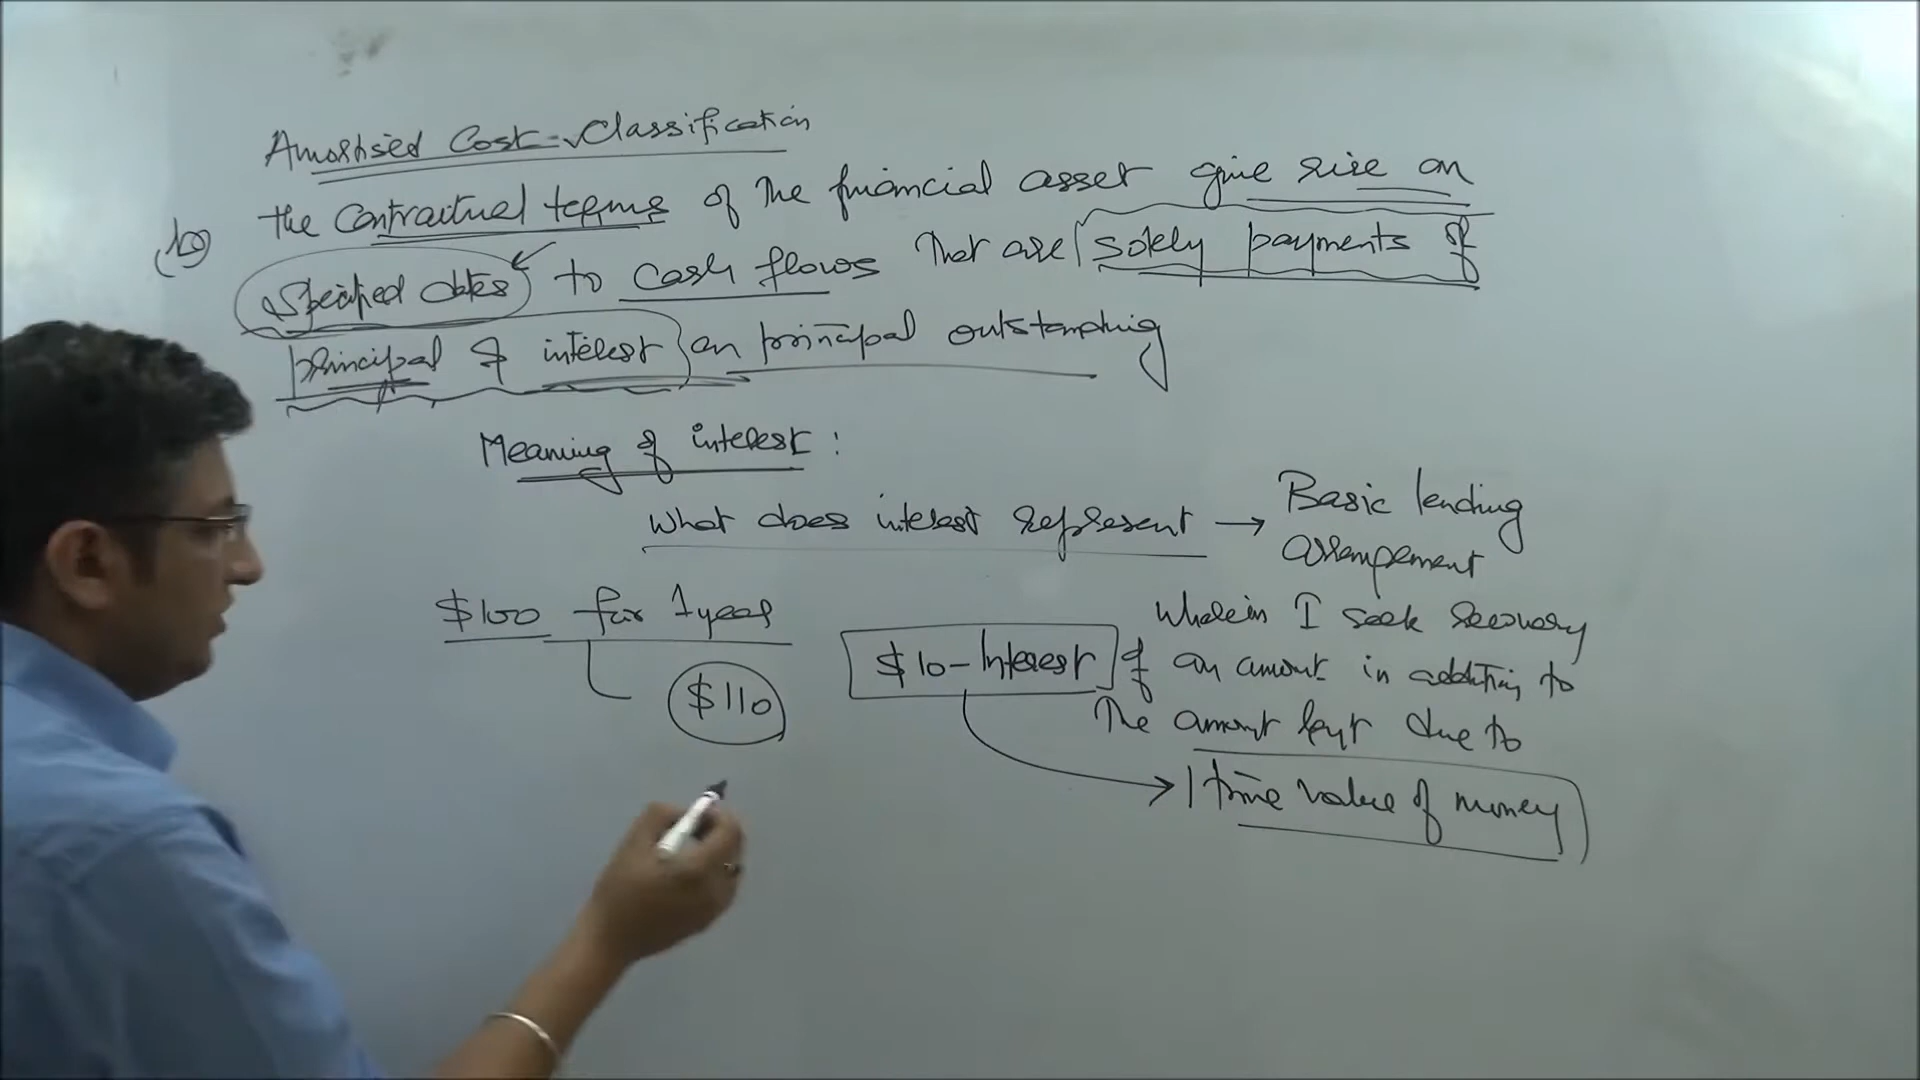 Amortised Cost - Classification
(b) the contractual terms of the financial asset give rise on
specified dates to cash flows that are solely payments of
principal & interest on principal outstanding
Meaning of interest :
What does interest represent → Basic lending
arrangement
$100 for 1 year
Wherein I seek recovery
$110
$10 - Interest
of an amount in addition to
The amount lent due to
time value of money